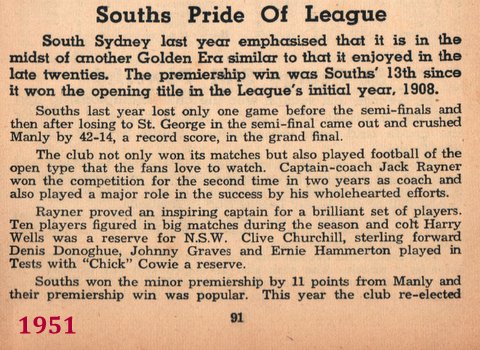 Souths Pride Of League
South Sydney last year emphasised that it is in the
midst of another Golden Era similar to that it enjoyed in the
late twenties. The premiership win was Souths' 13th since
it won the opening title in the League's initial year, 1908.
Souths last year lost only one game before the semi-finals and
then after losing to St. George in the semi-final came out and crushed
Manly by 42-14, a record score, in the grand final.
The club not only won its matches but also played football of the
open type that the fans love to watch. Captain-coach Jack Rayner
won the competition for the second time in two years as coach and
also played a major role in the success by his wholehearted efforts.
Rayner proved an inspiring captain for a brilliant set of players.
Ten players figured in big matches during the season and colt Harry
Wells was a reserve for N.S.W. Clive Churchill, sterling forward
Denis Donoghue, Johnny Graves and Ernie Hammerton played in
Tests with "Chick" Cowie a reserve.
Souths won the minor premiership by 11 points from Manly and
their premiership win was popular. This year the club re-elected
1951
91